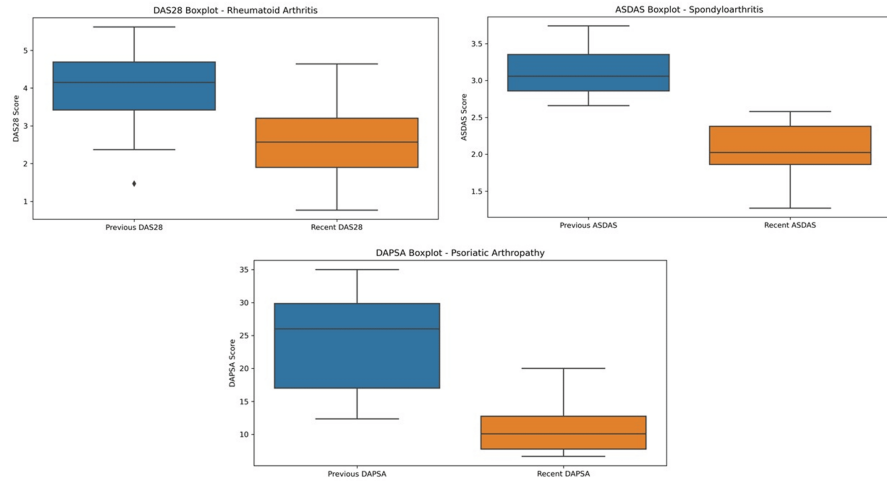 DAS28 Boxplot - Rheumatoid Arthritis
DAS28 Score
5
4
3
2
1
Previous DAS28
Recent DAS28
ASDAS Boxplot - Spondyloarthritis
ASDAS Score
3.5
3.0
2.5
2.0
1.5
Previous ASDAS
Recent ASDAS
DAPSA Boxplot - Psoriatic Arthropathy
DAPSA Score
35
30
25
20
15
10
Previous DAPSA
Recent DAPSA